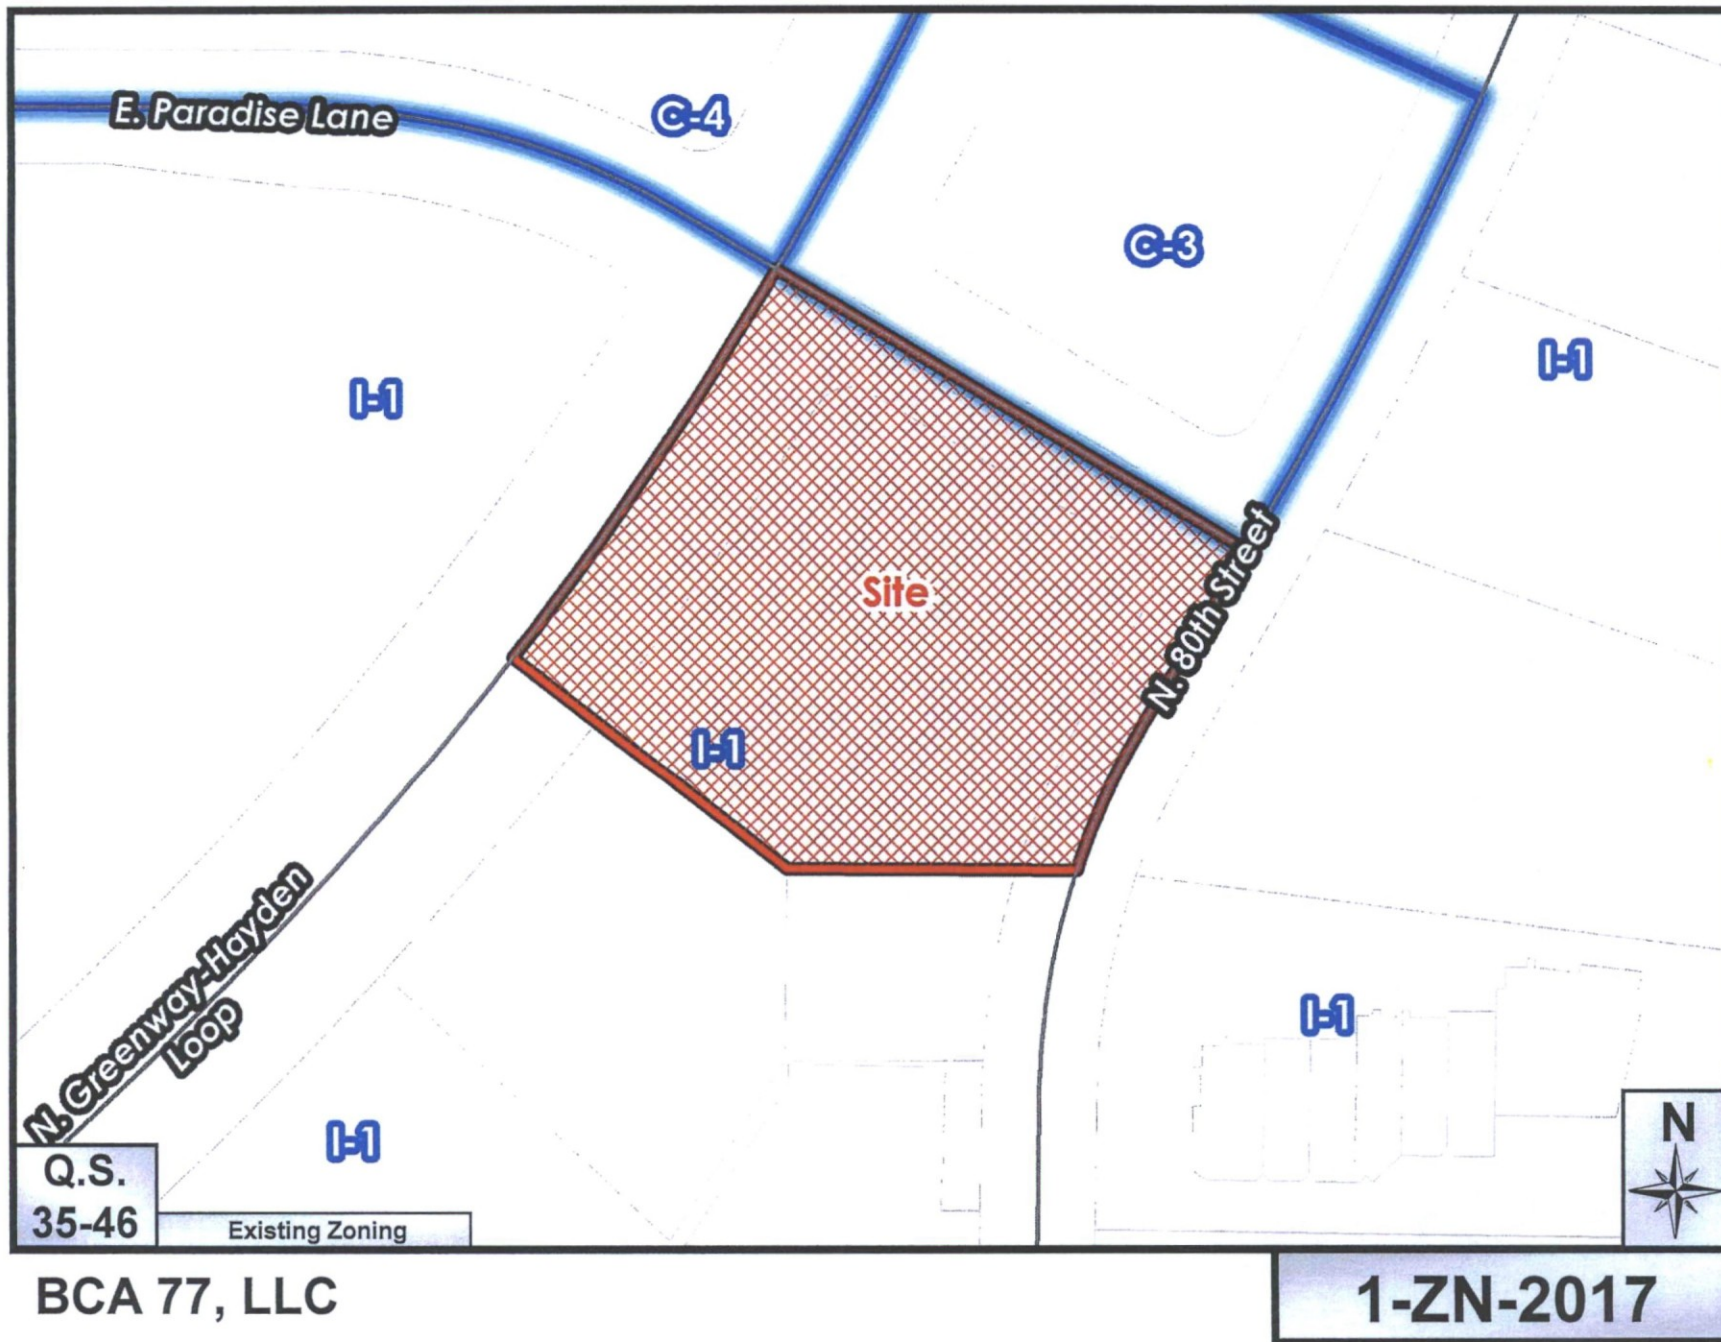 E. Paradise Lane
C-4
C-3
I-1
I-1
Site
N. 80th Street
I-1
N. Greenway-Hayden
Loop
I-1
I-1
N
Q.S.
35-46
Existing Zoning
BCA 77, LLC
1-ZN-2017